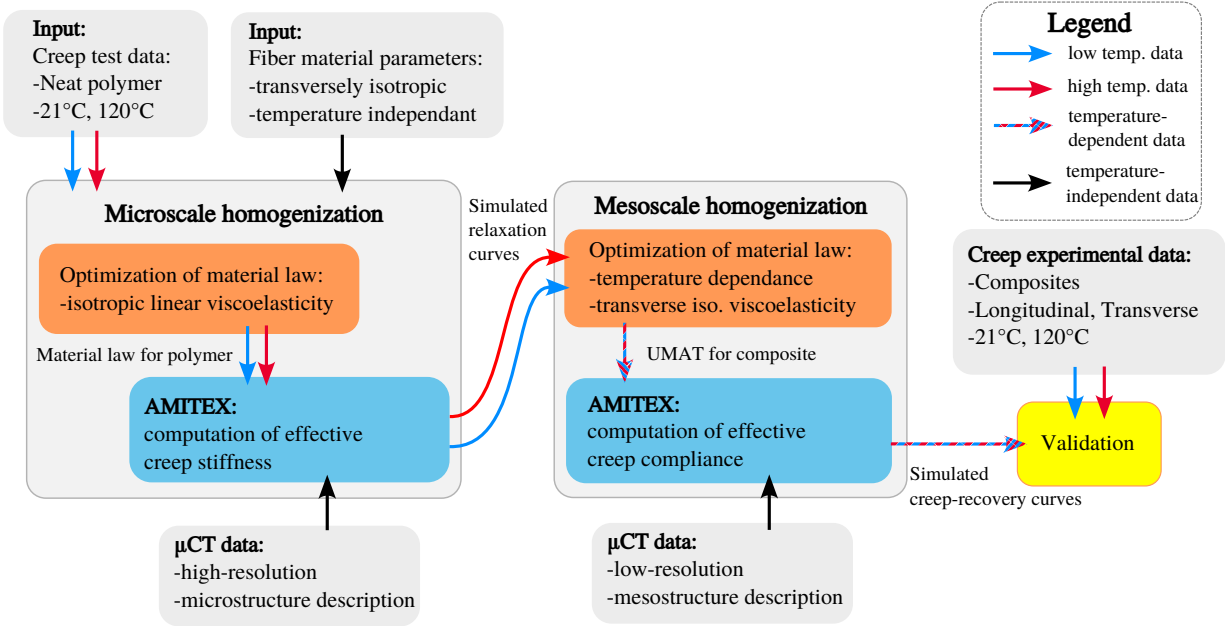 Input:
Creep test data:
-Neat polymer
-21°C, 120°C
Input:
Fiber material parameters:
-transversely isotropic
-temperature independant
Legend
low temp. data
high temp. data
temperature-
dependent data
temperature-
independent data
Microscale homogenization
Optimization of material law:
-isotropic linear viscoelasticity
Material law for polymer
AMITEX:
computation of effective
creep stiffness
µCT data:
-high-resolution
-microstructure description
Simulated
relaxation
curves
Mesoscale homogenization
Optimization of material law:
-temperature dependance
-transverse iso. viscoelasticity
UMAT for composite
AMITEX:
computation of effective
creep compliance
µCT data:
-low-resolution
-mesostructure description
Simulated
creep-recovery curves
Creep experimental data:
-Composites
-Longitudinal, Transverse
-21°C, 120°C
Validation